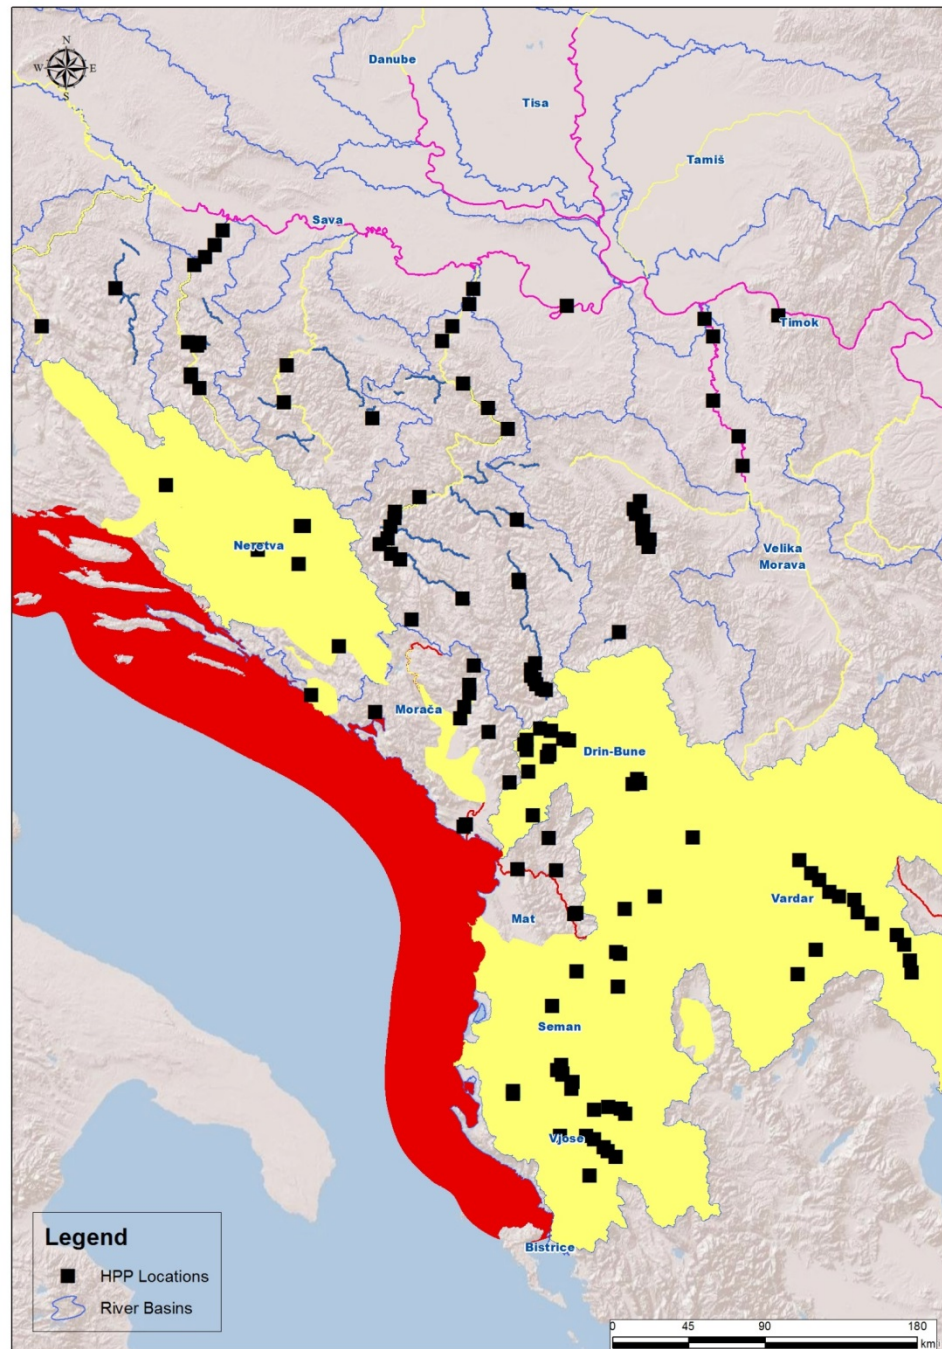 N
W E
S
Danube
Tisa
Tamiš
Sava
Timok
Neretva
Velika
Morava
Morača
Drin-Bune
Vardar
Mat
Seman
Vjose
Bistrice
Legend
HPP Locations
River Basins
0 45 90 180
km